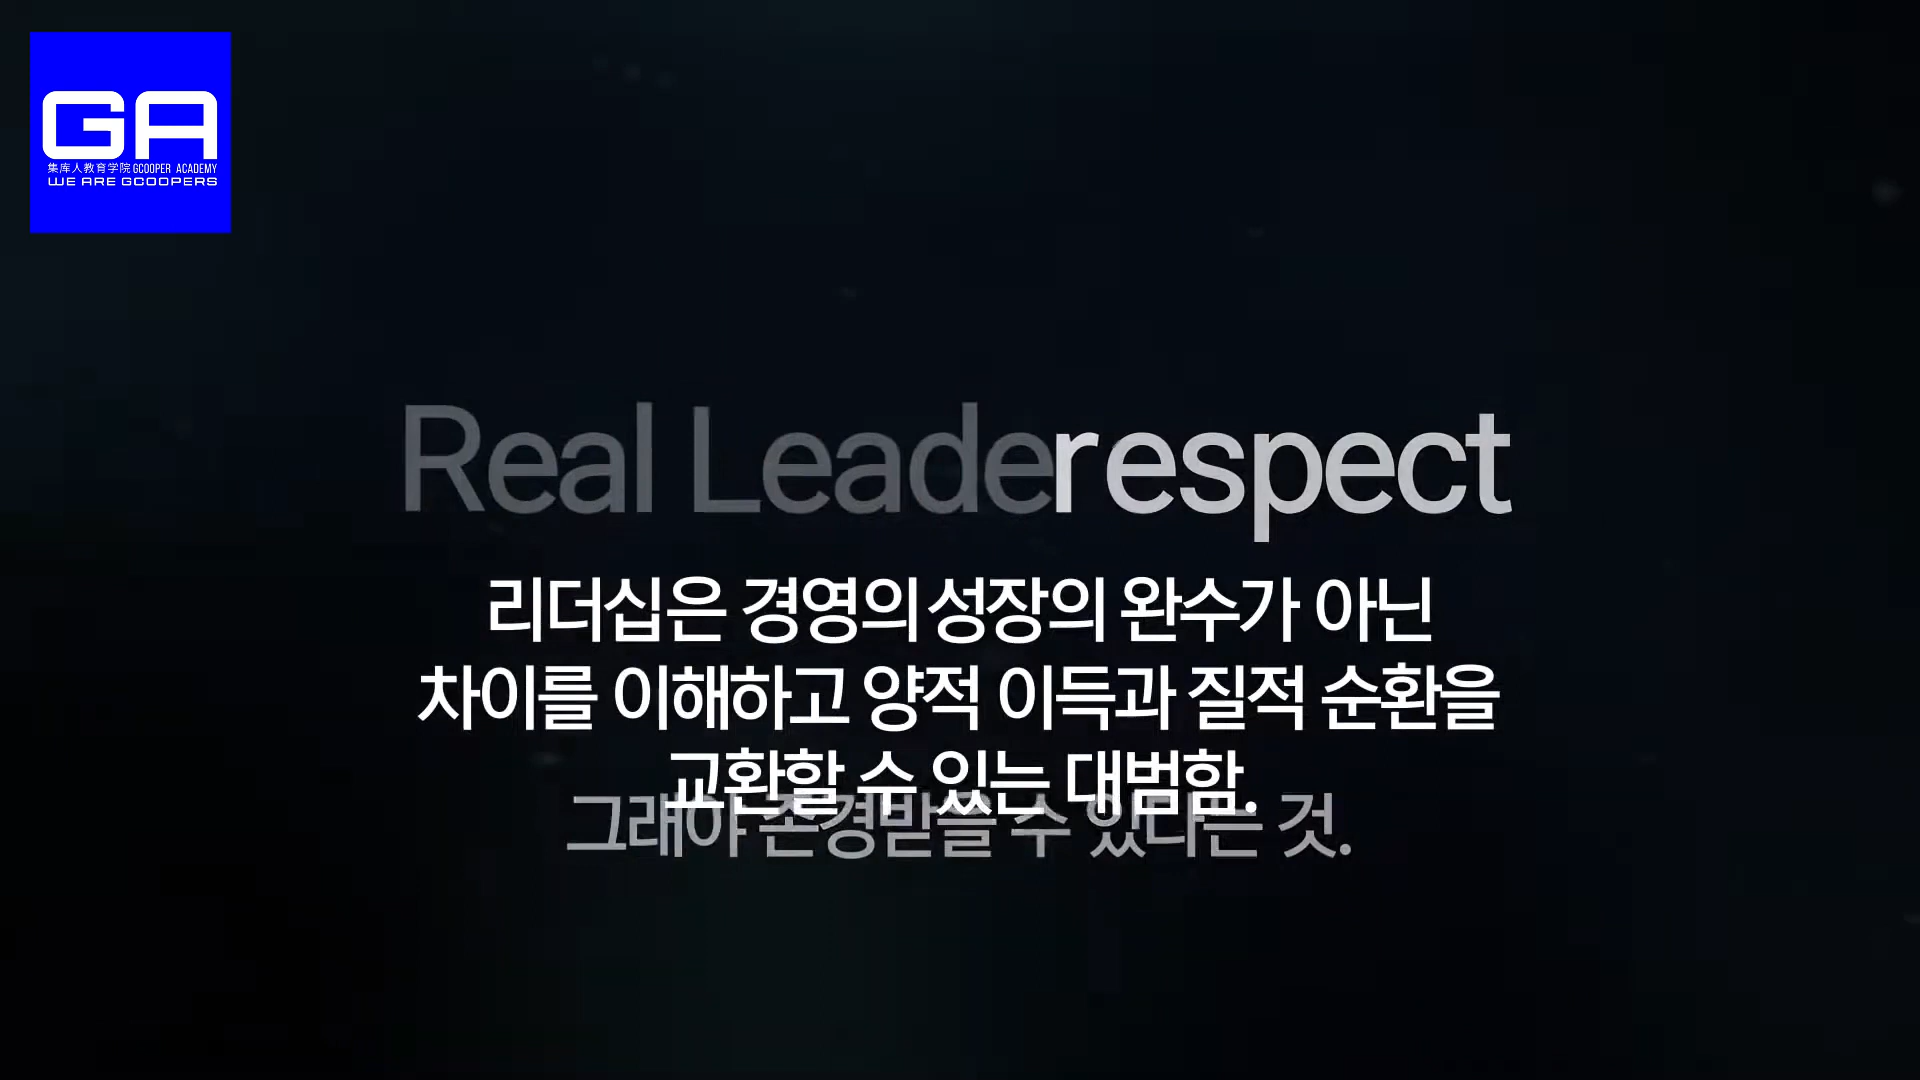 GA
集库人教育学院 GCOOPER ACADEMY
WE ARE GCOOPERS
Real Leaderespect
리더십은 경영의 성장의 완수가 아닌
차이를 이해하고 양적 이득과 질적 순환을
교환할 수 있는 대범함.
그래야 존경받을 수 있다는 것.